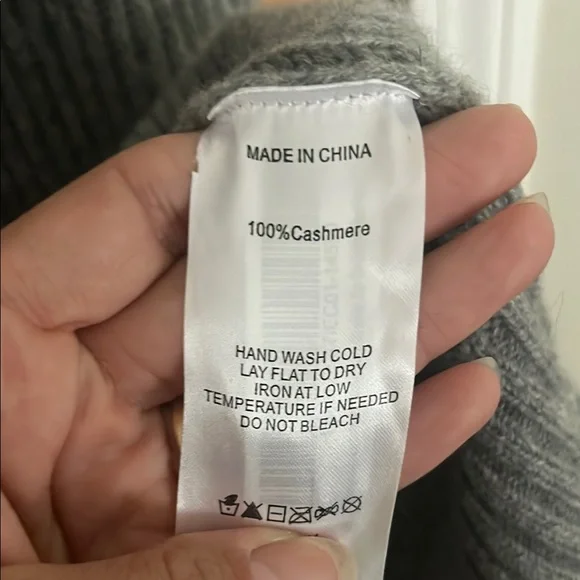 MADE IN CHINA
100%Cashmere
HAND WASH COLD
LAY FLAT TO DRY
IRON AT LOW
TEMPERATURE IF NEEDED
DO NOT BLEACH